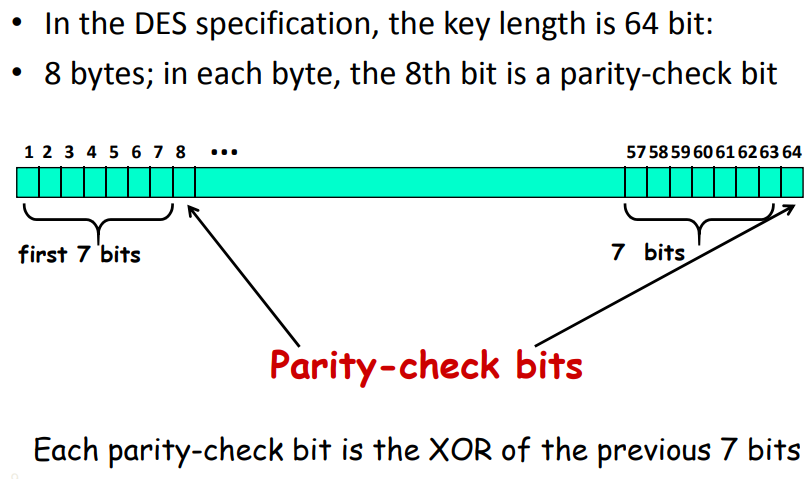 • In the DES specification, the key length is 64 bit:
• 8 bytes; in each byte, the 8th bit is a parity-check bit
1 2 3 4 5 6 7 8 ... 57 58 59 60 61 62 63 64
first 7 bits 7 bits
Parity-check bits
Each parity-check bit is the XOR of the previous 7 bits